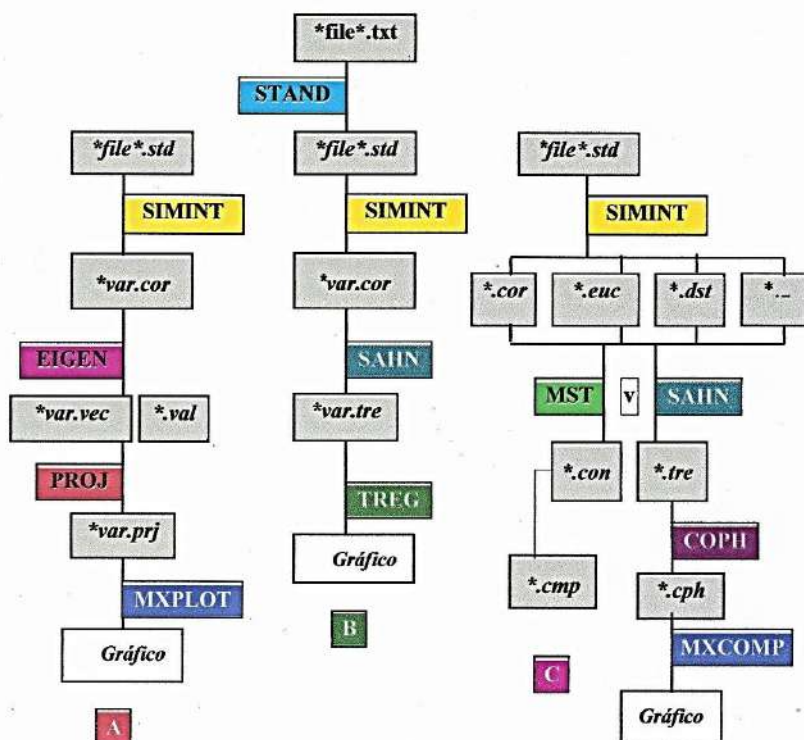 *file*.txt
STAND
*file*.std
SIMINT
*var.cor
EIGEN
*var.vec
*.val
PROJ
*var.prj
MXPLOT
Gráfico
A
*file*.std
SIMINT
*var.cor
SAHN
*var.tre
TREG
Gráfico
B
*file*.std
SIMINT
*.cor
*.euc
*.dst
*...
MST
v
SAHN
*.con
*.tre
COPH
*.cmp
*.cph
MXCOMP
Gráfico
C